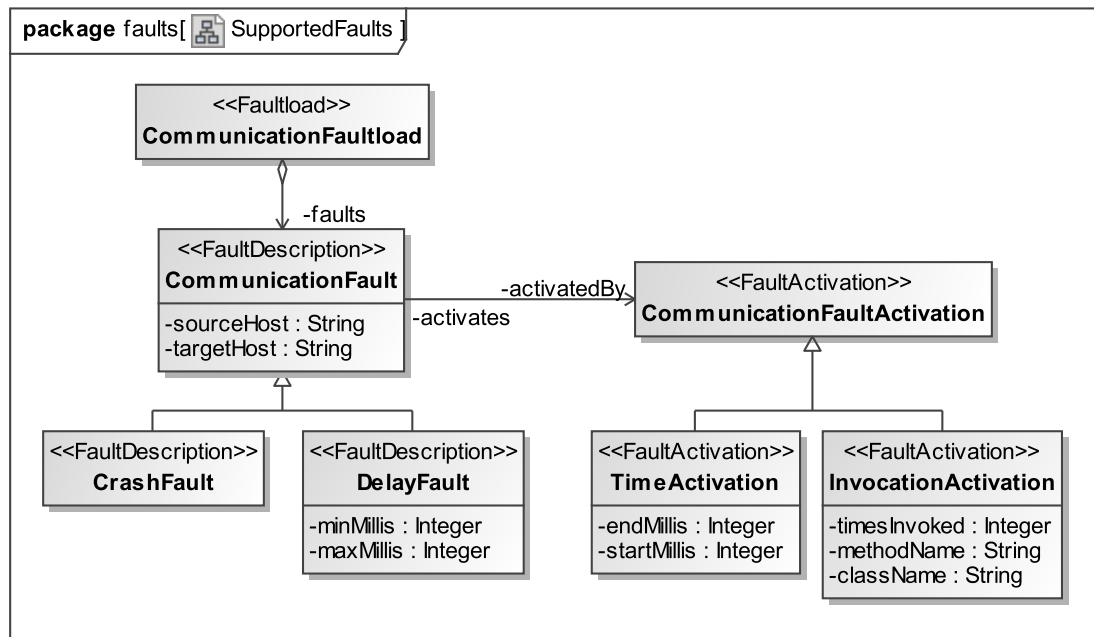 package faults[ SupportedFaults ]
<<Faultload>>
CommunicationFaultload
-faults
<<FaultDescription>>
CommunicationFault
-sourceHost : String
-targetHost : String
-activatedBy
-activates
<<FaultActivation>>
CommunicationFaultActivation
<<FaultDescription>>
CrashFault
<<FaultDescription>>
DelayFault
-minMillis : Integer
-maxMillis : Integer
<<FaultActivation>>
TimeActivation
-endMillis : Integer
-startMillis : Integer
<<FaultActivation>>
InvocationActivation
-timesInvoked : Integer
-methodName : String
-className : String